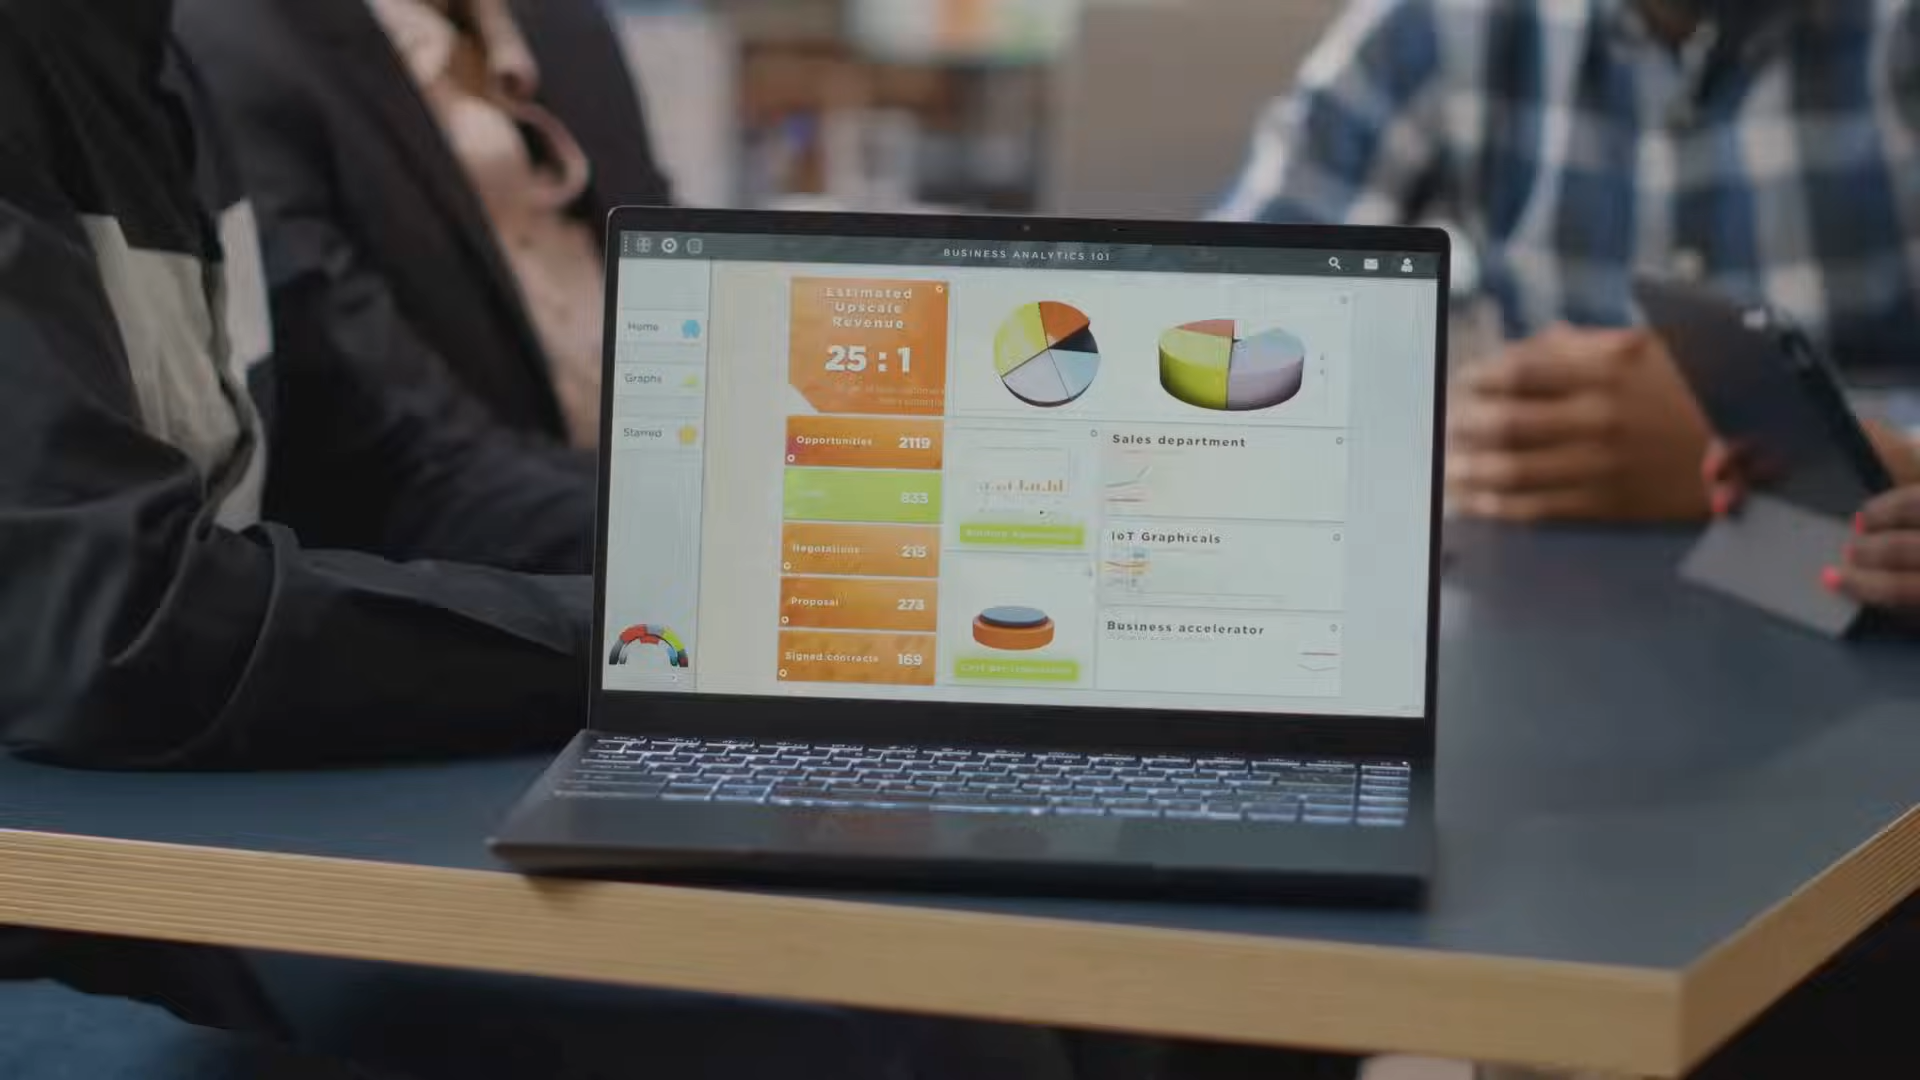 BUSINESS ANALYTICS 101
Home
Graphs
Starred
Estimated
Upscale
Revenue
25 : 1
Opportunities 2119
833
Negotations 215
Proposal 273
Signed contracts 169
Sales department
IoT Graphicals
Business accelerator